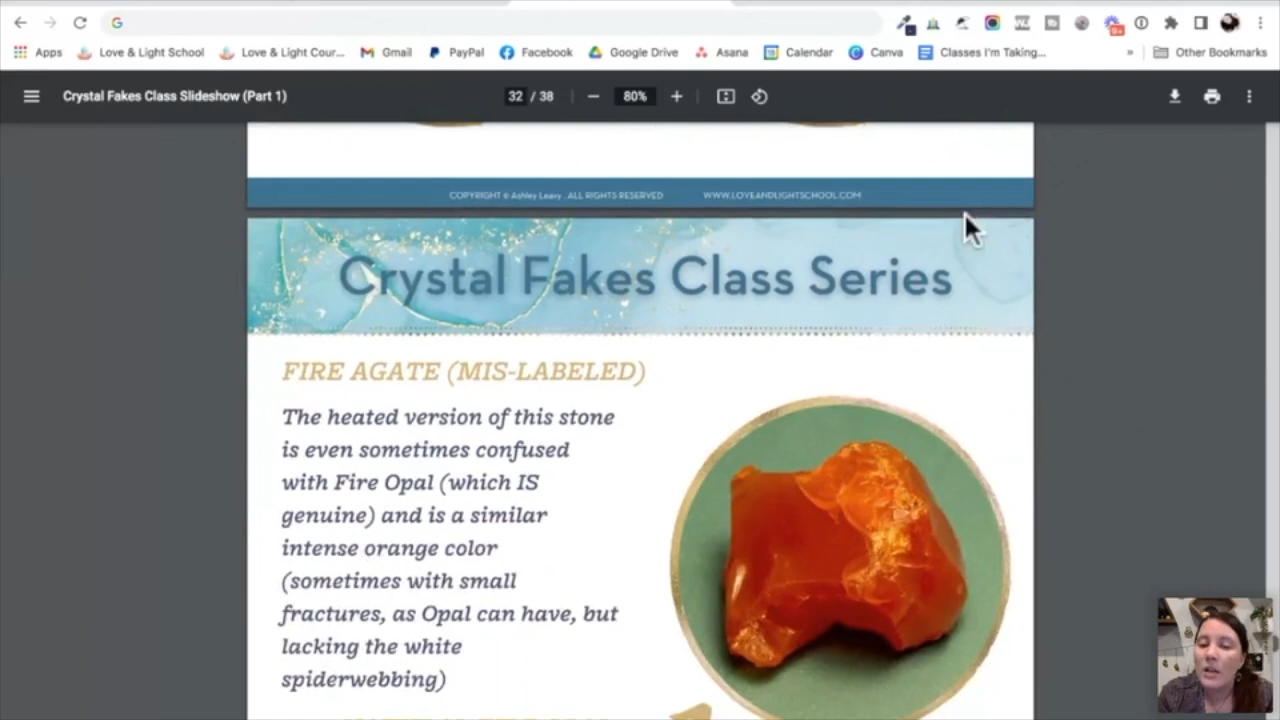 Apps
Love & Light School
Love & Light Cour...
Gmail
PayPal
Facebook
Google Drive
Asana
Calendar
Canva
Classes I'm Taking...
»
Other Bookmarks
Crystal Fakes Class Slideshow (Part 1)
32 / 38
80%
COPYRIGHT © Ashley Leavy . ALL RIGHTS RESERVED
WWW.LOVEANDLIGHTSCHOOL.COM
Crystal Fakes Class Series
FIRE AGATE (MIS-LABELED)
The heated version of this stone
is even sometimes confused
with Fire Opal (which IS
genuine) and is a similar
intense orange color
(sometimes with small
fractures, as Opal can have, but
lacking the white
spiderwebbing)